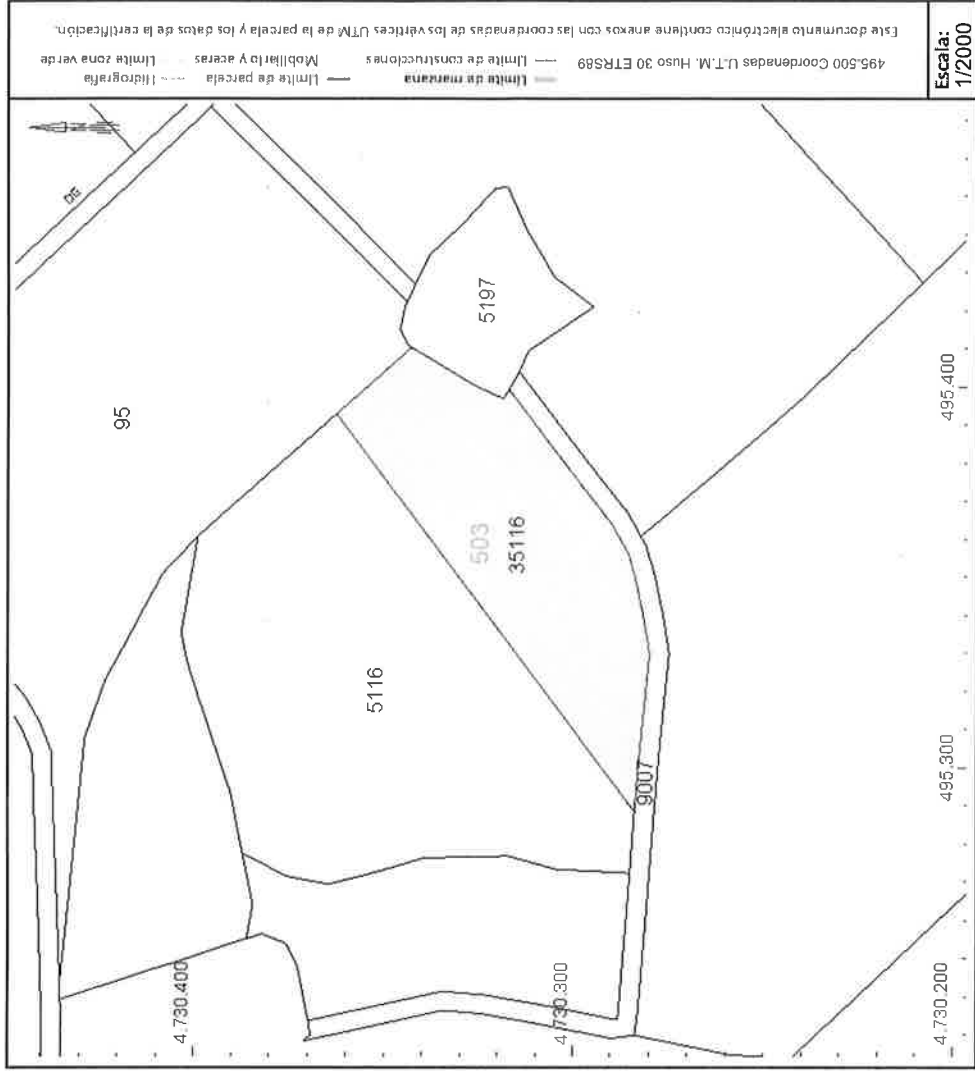 DG
95
5197
503
35116
5116
9007
4.730.400
4.730.300
4.730.200
495.300
495.400
Escala:
1/2000
495.500 Coordenadas U.T.M. Huso 30 ETRS89
Límite de manzana
Límite de parcela
Límite de construcciones
Mobiliario y aceras
Límite zona verde
Hidrografía
Este documento electrónico contiene anexos con las coordenadas de los vértices UTM de la parcela y los datos de la certificación.